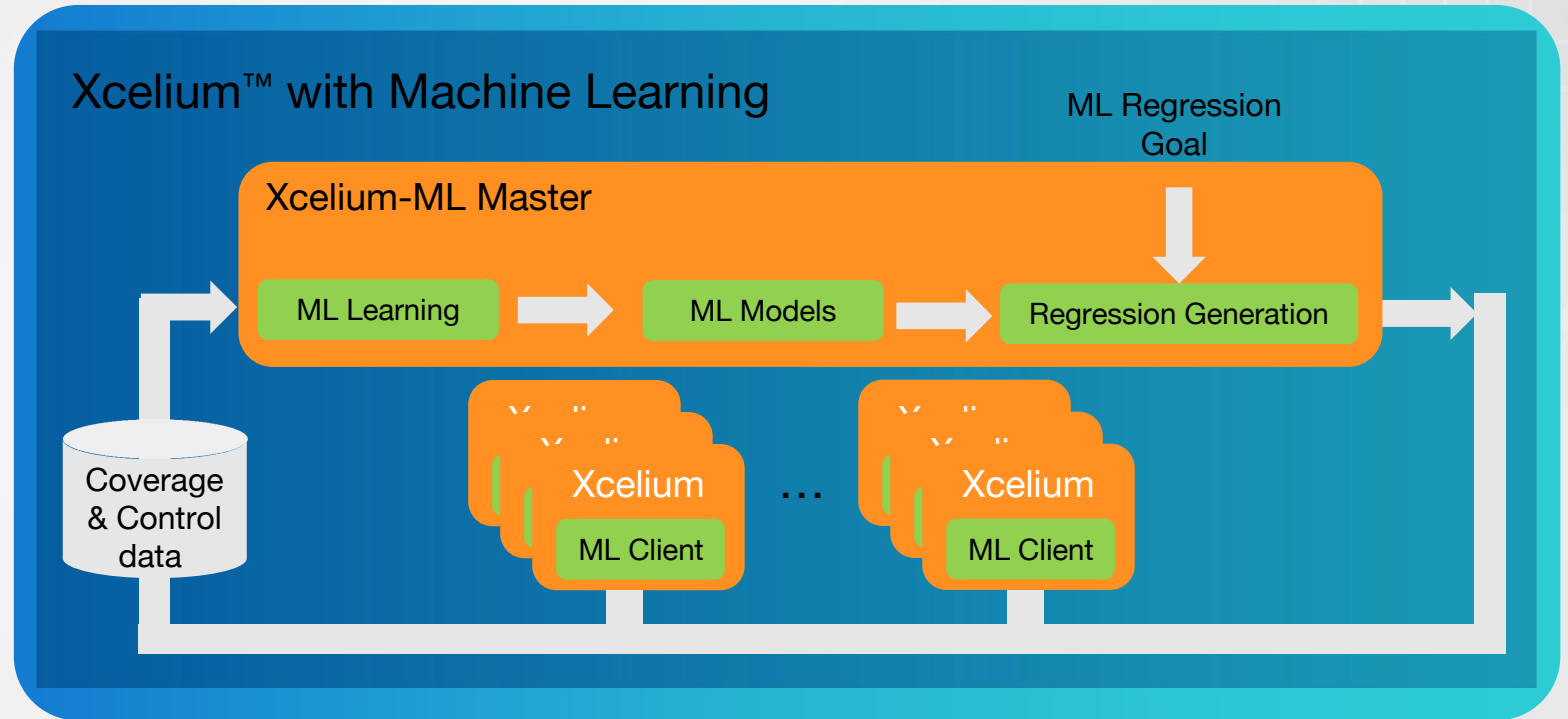 Xcelium™ with Machine Learning
ML Regression
Goal
Xcelium-ML Master
ML Learning
ML Models
Regression Generation
Coverage
& Control
data
Xcelium
ML Client
...
Xcelium
ML Client